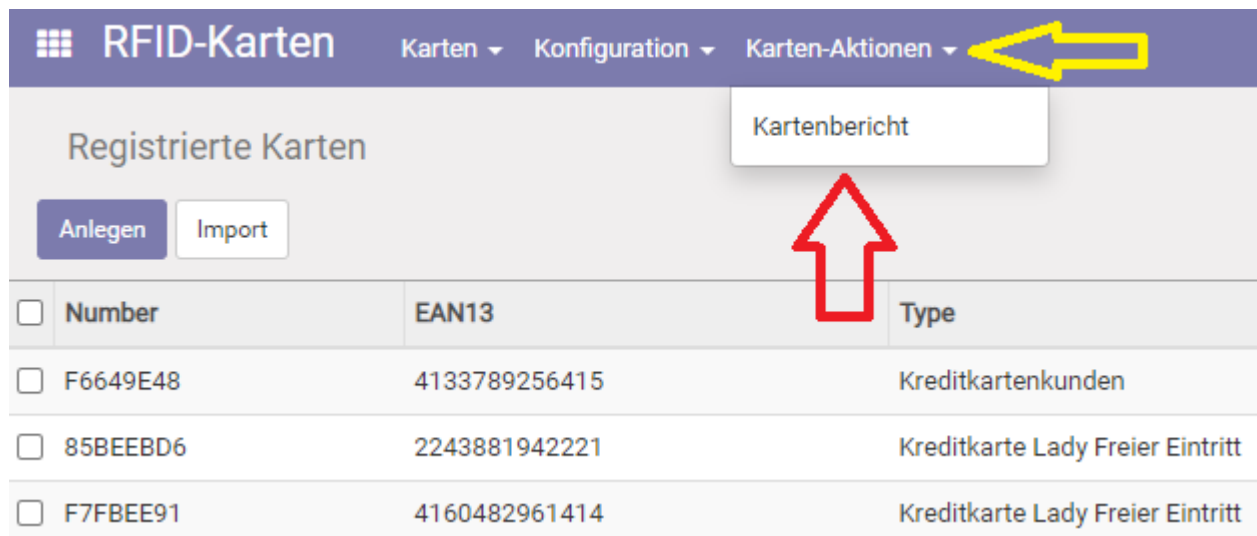 RFID-Karten Karten Konfiguration Karten-Aktionen
Kartenbericht
Registrierte Karten
Anlegen Import
Number EAN13 Type
F6649E48 4133789256415 Kreditkartenkunden
85BEEBD6 2243881942221 Kreditkarte Lady Freier Eintritt
F7FBEE91 4160482961414 Kreditkarte Lady Freier Eintritt